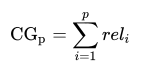 CG_p = \sum_{i=1}^{p} rel_i